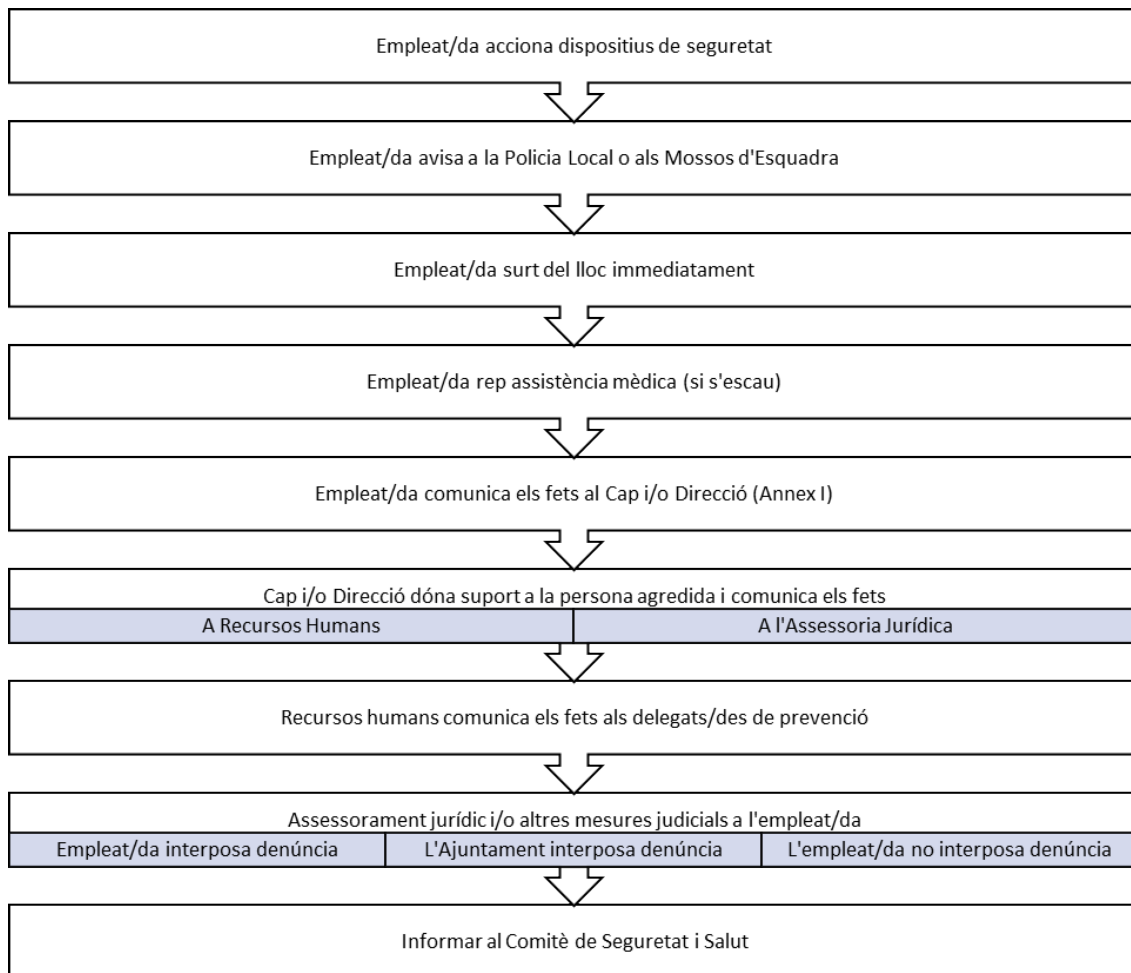 Empleat/da acciona dispositius de seguretat
Empleat/da avisa a la Policia Local o als Mossos d'Esquadra
Empleat/da surt del lloc immediatament
Empleat/da rep assistència mèdica (si s'escau)
Empleat/da comunica els fets al Cap i/o Direcció (Annex I)
Cap i/o Direcció dóna suport a la persona agredida i comunica els fets
A Recursos Humans
A l'Assessoria Jurídica
Recursos humans comunica els fets als delegats/des de prevenció
Assessorament jurídic i/o altres mesures judicials a l'empleat/da
Empleat/da interposa denúncia
L'Ajuntament interposa denúncia
L'empleat/da no interposa denúncia
Informar al Comitè de Seguretat i Salut